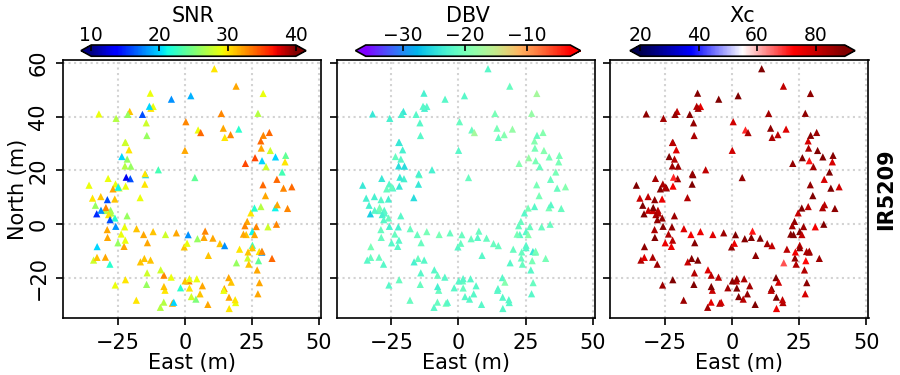 SNR DBV Xc
10 20 30 40 −30 −20 −10 20 40 60 80
60
40
20
0
−20
North (m)
−25 0 25 50 −25 0 25 50 −25 0 25 50
East (m) East (m) East (m)
IR5209